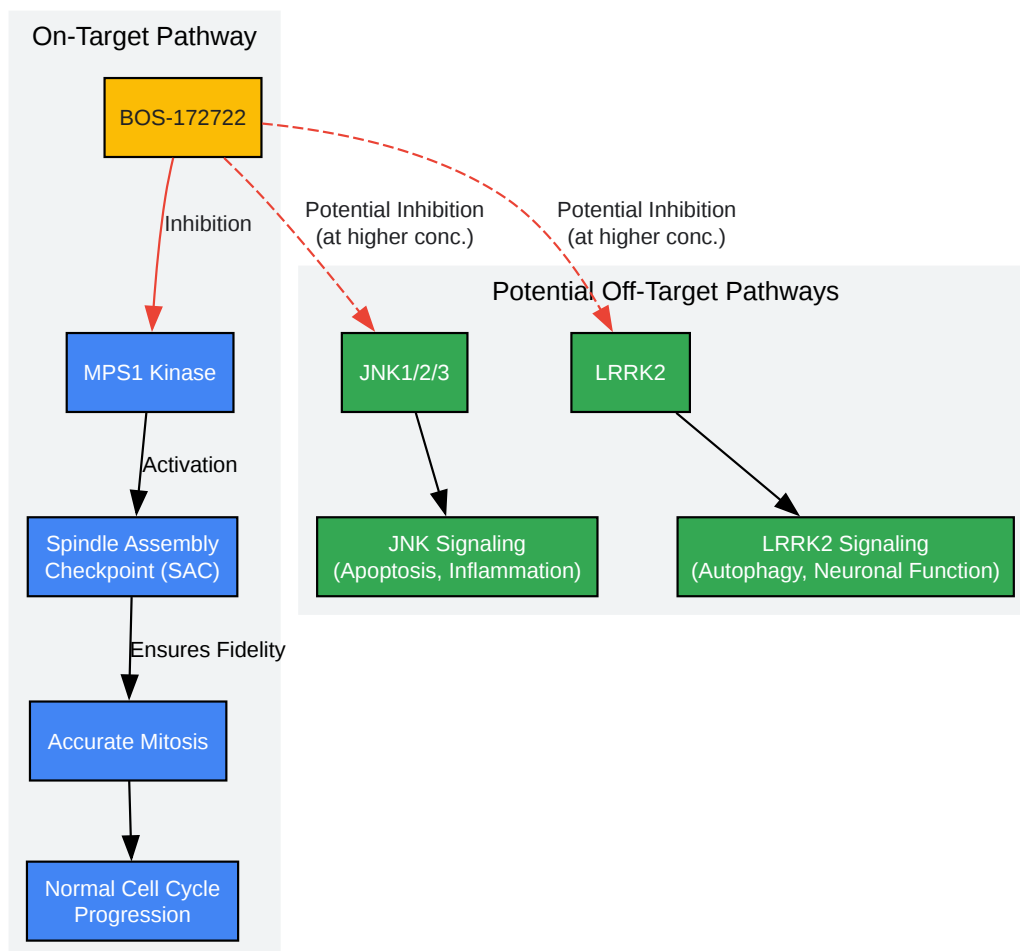 On-Target Pathway
BOS-172722
Inhibition
Potential Inhibition
(at higher conc.)
Potential Inhibition
(at higher conc.)
Potential Off-Target Pathways
MPS1 Kinase
JNK1/2/3
LRRK2
Activation
Spindle Assembly
Checkpoint (SAC)
JNK Signaling
(Apoptosis, Inflammation)
LRRK2 Signaling
(Autophagy, Neuronal Function)
Ensures Fidelity
Accurate Mitosis
Normal Cell Cycle
Progression